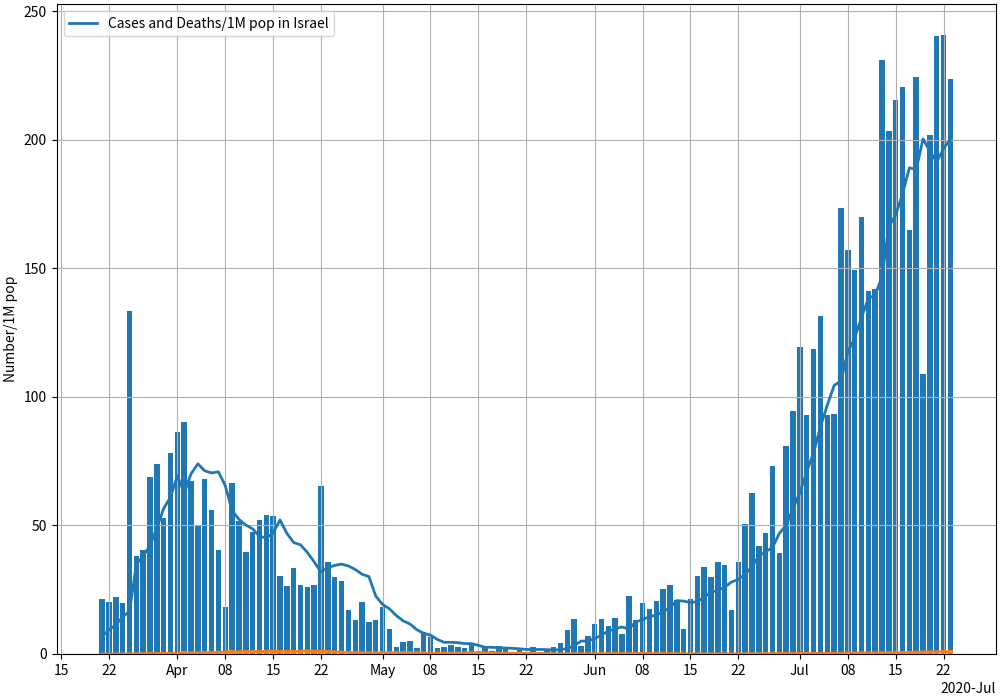 250
Cases and Deaths/1M pop in Israel
200
150
100
50
0
Number/1M pop
15 22 Apr 08 15 22 May 08 15 22 Jun 08 15 22 Jul 08 15 22
2020-Jul